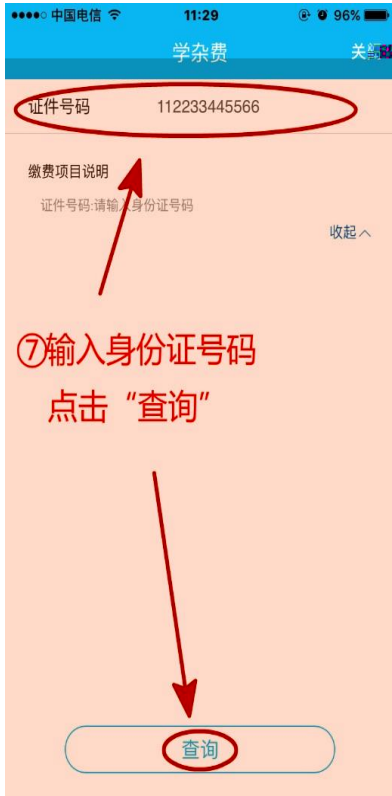 中国电信 11:29 96%
学杂费 关
证件号码 112233445566
缴费项目说明
证件号码:请输入身份证号码
收起
⑦输入身份证号码
点击“查询”
查询